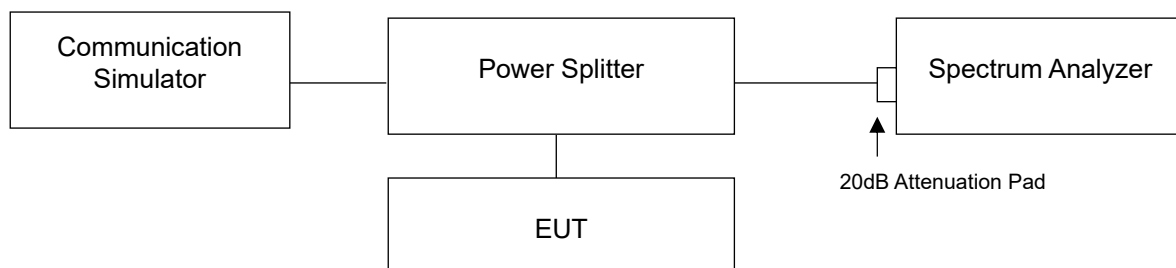 Communication
Simulator
Power Splitter
Spectrum Analyzer
20dB Attenuation Pad
EUT